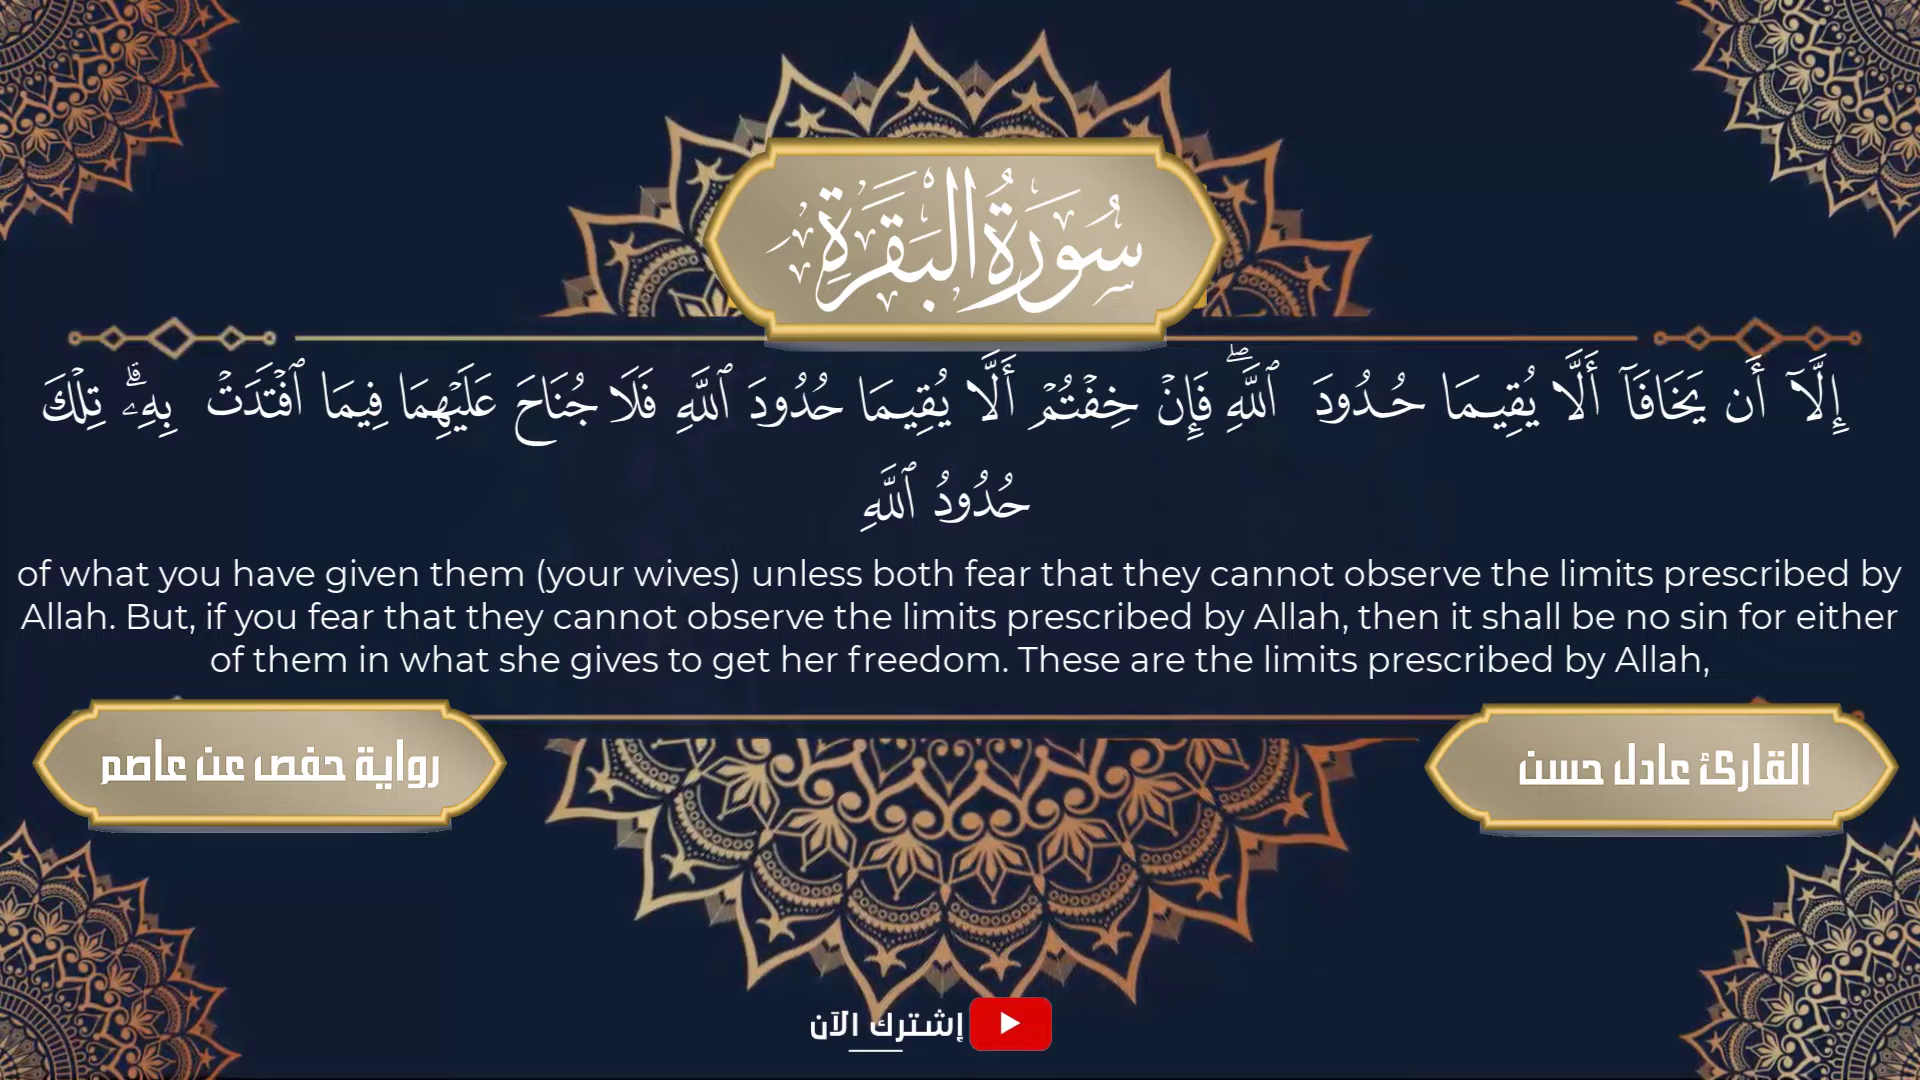 سُورَةُ البَقَرَةِ
إِلَّآ أَن يَخَافَآ أَلَّا يُقِيمَا حُدُودَ ٱللَّهِۖ فَإِنۡ خِفۡتُمۡ أَلَّا يُقِيمَا حُدُودَ ٱللَّهِ فَلَا جُنَاحَ عَلَيۡهِمَا فِيمَا ٱفۡتَدَتۡ بِهِۦۗ تِلۡكَ
حُدُودُ ٱللَّهِ
of what you have given them (your wives) unless both fear that they cannot observe the limits prescribed by
Allah. But, if you fear that they cannot observe the limits prescribed by Allah, then it shall be no sin for either
of them in what she gives to get her freedom. These are the limits prescribed by Allah,
القارئ عادل حسن
رواية حفص عن عاصم
إشترك الآن